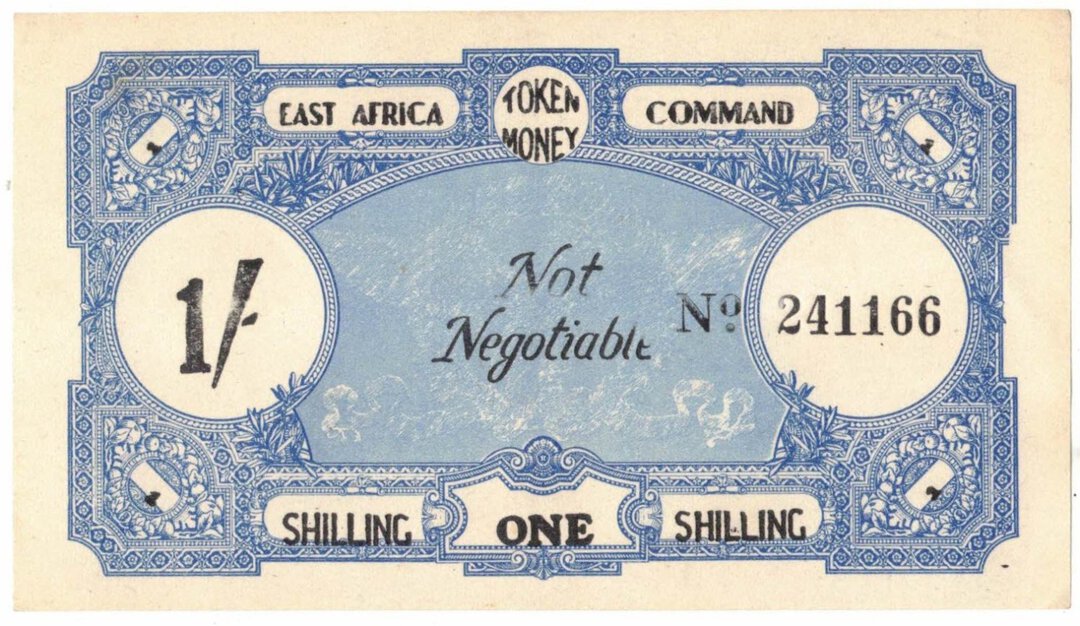 EAST AFRICA
TOKEN
MONEY
COMMAND
1/-
Not
Negotiable
Nº 241166
SHILLING
ONE
SHILLING